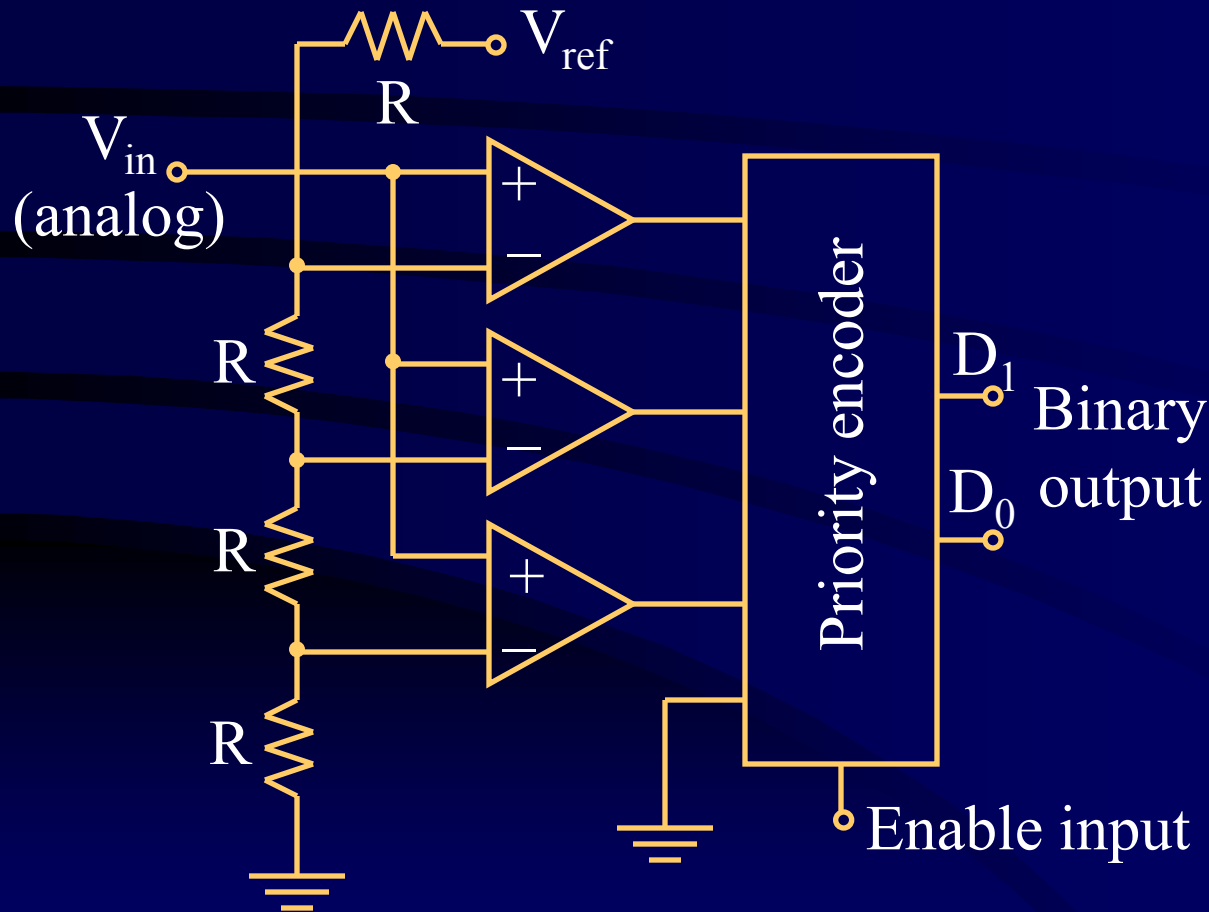 V_ref
R
V_in
(analog)
+
−
R
+
−
R
+
−
R
Priority encoder
D_1
Binary
output
D_0
Enable input